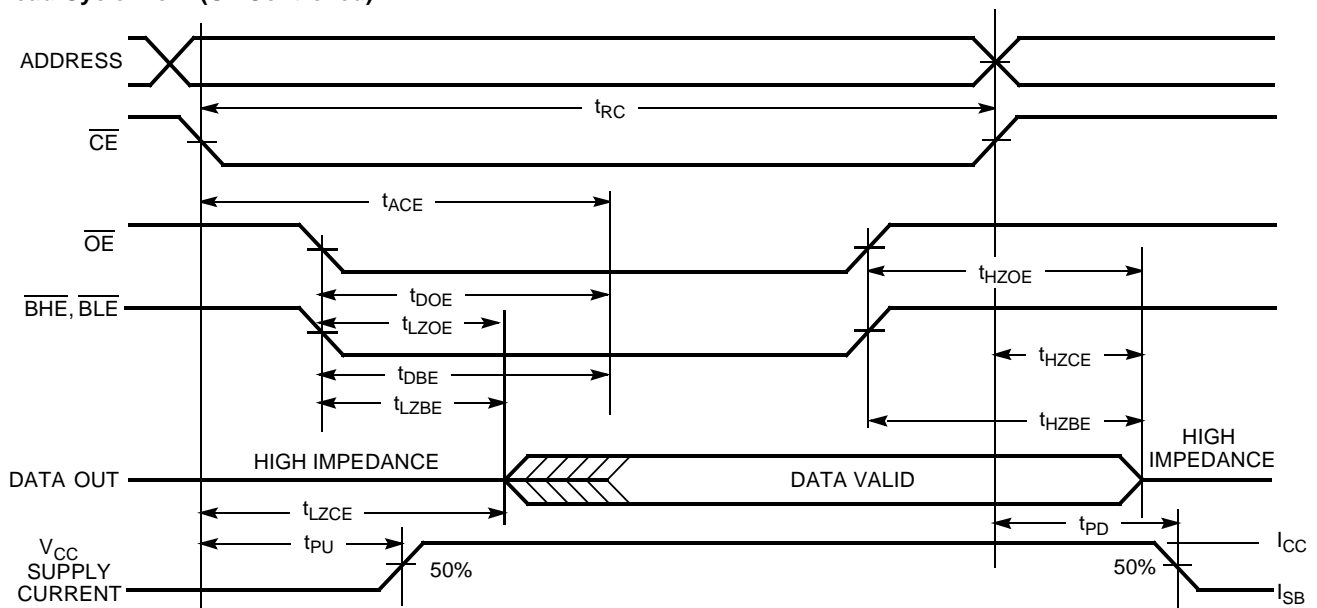 ADDRESS
tRC
CE
tACE
OE
tHZOE
tDOE
BHE, BLE
tLZOE
tHZCE
tDBE
tLZBE
tHZBE
HIGH IMPEDANCE
HIGH
IMPEDANCE
DATA OUT
DATA VALID
tLZCE
tPD
VCC
SUPPLY
CURRENT
tPU
50%
50%
ICC
ISB